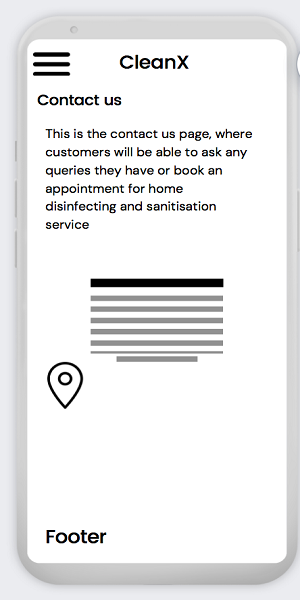 CleanX
Contact us
This is the contact us page, where
customers will be able to ask any
queries they have or book an
appointment for home
disinfecting and sanitisation
service
Footer